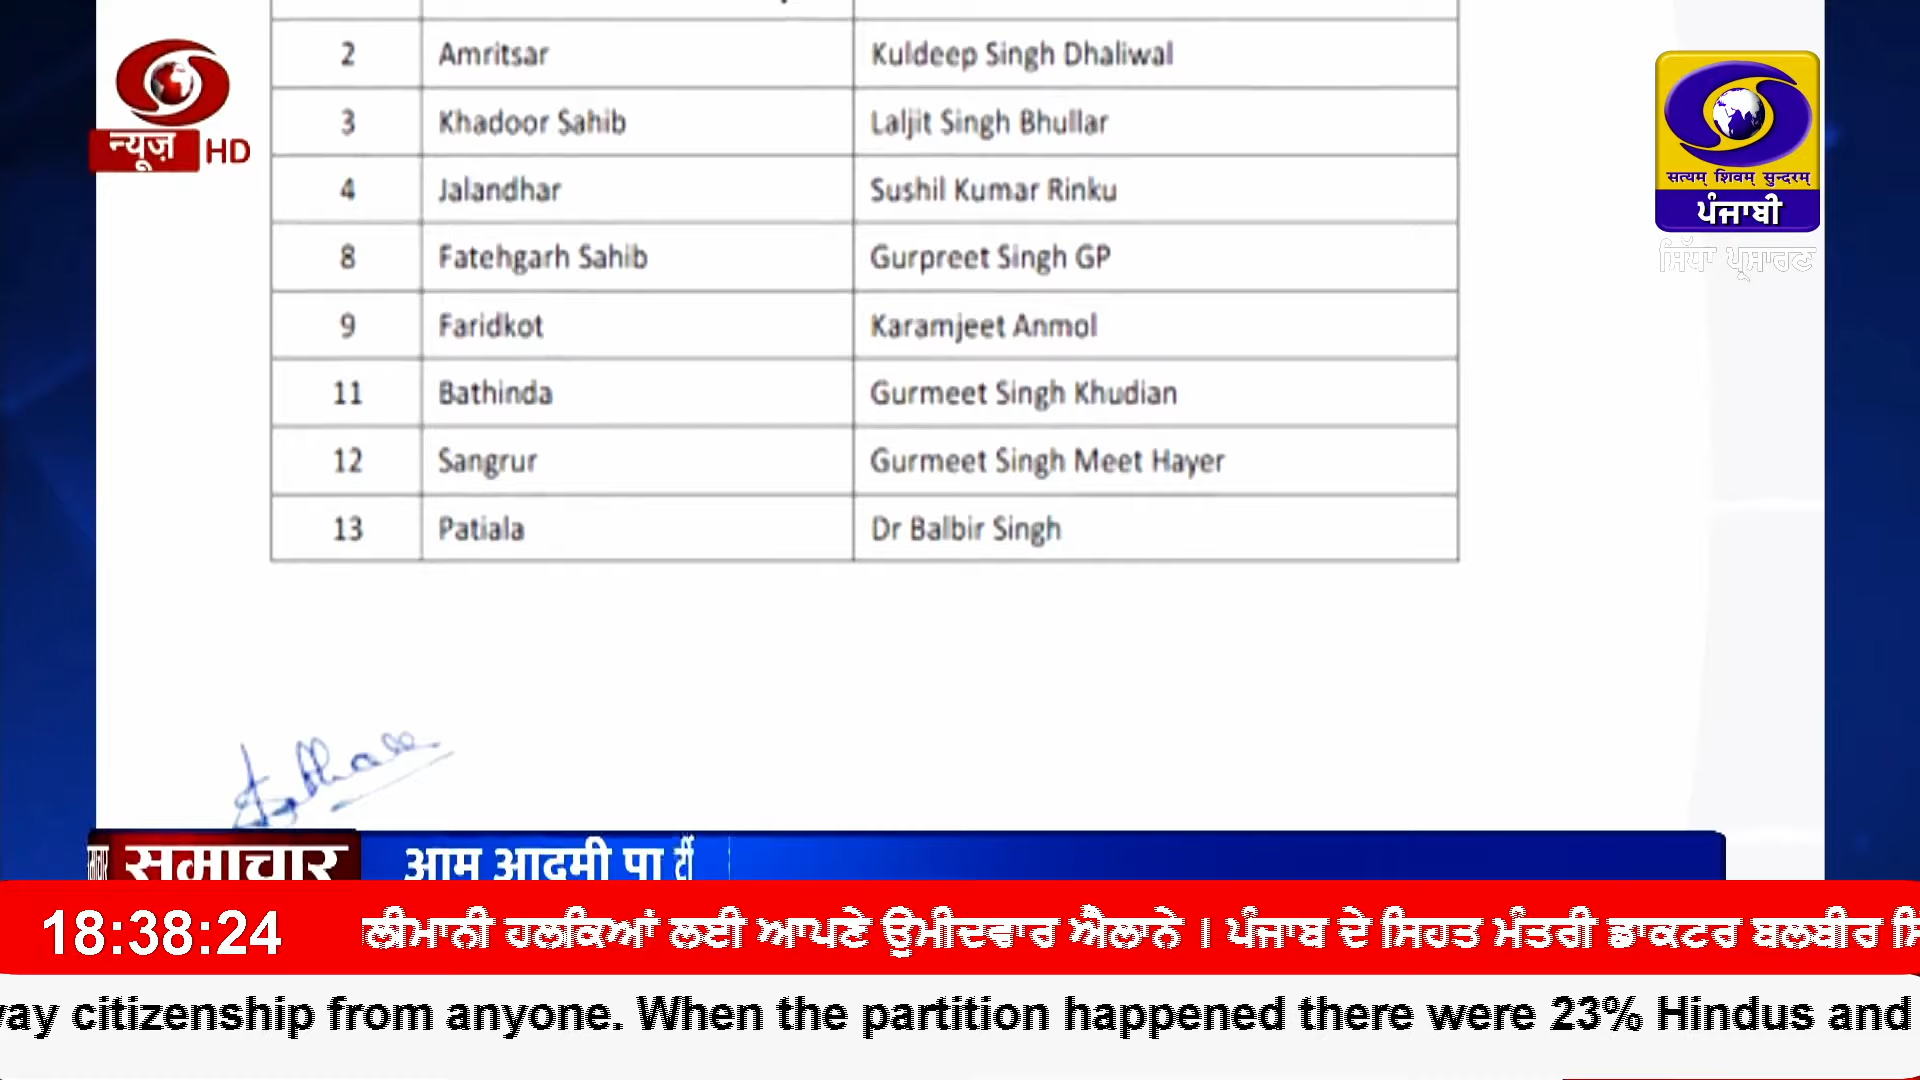 2 Amritsar Kuldeep Singh Dhaliwal
3 Khadoor Sahib Laljit Singh Bhullar
4 Jalandhar Sushil Kumar Rinku
8 Fatehgarh Sahib Gurpreet Singh GP
9 Faridkot Karamjeet Anmol
11 Bathinda Gurmeet Singh Khudian
12 Sangrur Gurmeet Singh Meet Hayer
13 Patiala Dr Balbir Singh
न्यूज़ HD
सत्यम् शिवम् सुन्दरम्
ਪੰਜਾਬੀ
ਸਿੱਧਾ ਪ੍ਰਸਾਰਣ
समाचार आम आदमी पार्टी
18:38:24 ਲੀਮਾਨੀ ਹਲਕਿਆਂ ਲਈ ਆਪਣੇ ਉਮੀਦਵਾਰ ਐਲਾਨੇ । ਪੰਜਾਬ ਦੇ ਸਿਹਤ ਮੰਤਰੀ ਡਾਕਟਰ ਬਲਬੀਰ
citizenship from anyone. When the partition happened there were 23% Hindus and